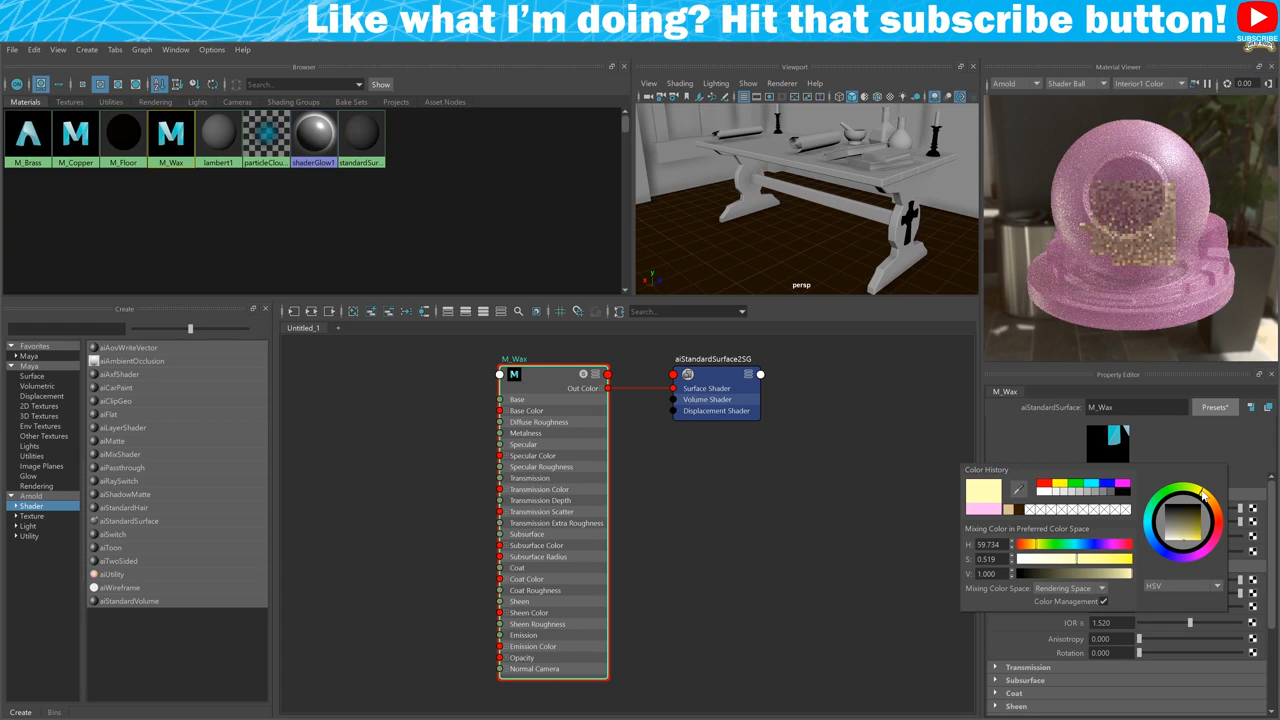 Like what I'm doing? Hit that subscribe button!
SUBSCRIBE
File Edit View Create Tabs Graph Window Options Help
Browser
Viewport
Material Viewer
Search...
Show
View Shading Lighting Show Renderer Panels
Arnold Shader Ball Interior1 Color 0.00
Materials Textures Utilities Rendering Lights Cameras Shading Groups Bake Sets Projects Asset Nodes
M_Brass M_Copper M_Floor M_Wax lambert1 particleClou... shaderGlow1 standardSur...
persp
Create
Search...
Untitled_1 +
Favorites
Maya
Maya
Surface
Volumetric
Displacement
2D Textures
3D Textures
Env Textures
Other Textures
Lights
Utilities
Image Planes
Glow
Rendering
Arnold
Shader
Texture
Light
Utility
aiAovWriteVector
aiAmbientOcclusion
aiAxfShader
aiCarPaint
aiClipGeo
aiFlat
aiLayerShader
aiMatte
aiMixShader
aiPassthrough
aiRaySwitch
aiShadowMatte
aiStandardHair
aiStandardSurface
aiSwitch
aiToon
aiTwoSided
aiUtility
aiWireframe
aiStandardVolume
M_Wax
Out Color
Base
Base Color
Diffuse Roughness
Metalness
Specular
Specular Color
Specular Roughness
Transmission
Transmission Color
Transmission Depth
Transmission Scatter
Transmission Extra Roughness
Subsurface
Subsurface Color
Subsurface Radius
Coat
Coat Color
Coat Roughness
Sheen
Sheen Color
Sheen Roughness
Emission
Emission Color
Opacity
Normal Camera
aiStandardSurface2SG
Surface Shader
Volume Shader
Displacement Shader
Property Editor
M_Wax
aiStandardSurface: M_Wax Presets*
Color History
Mixing Color in Preferred Color Space
H: 59.734
S: 0.519
V: 1.000
HSV
Mixing Color Space: Rendering Space
Color Management
IOR 1.520
Anisotropy 0.000
Rotation 0.000
Transmission
Subsurface
Coat
Sheen
Create Bins